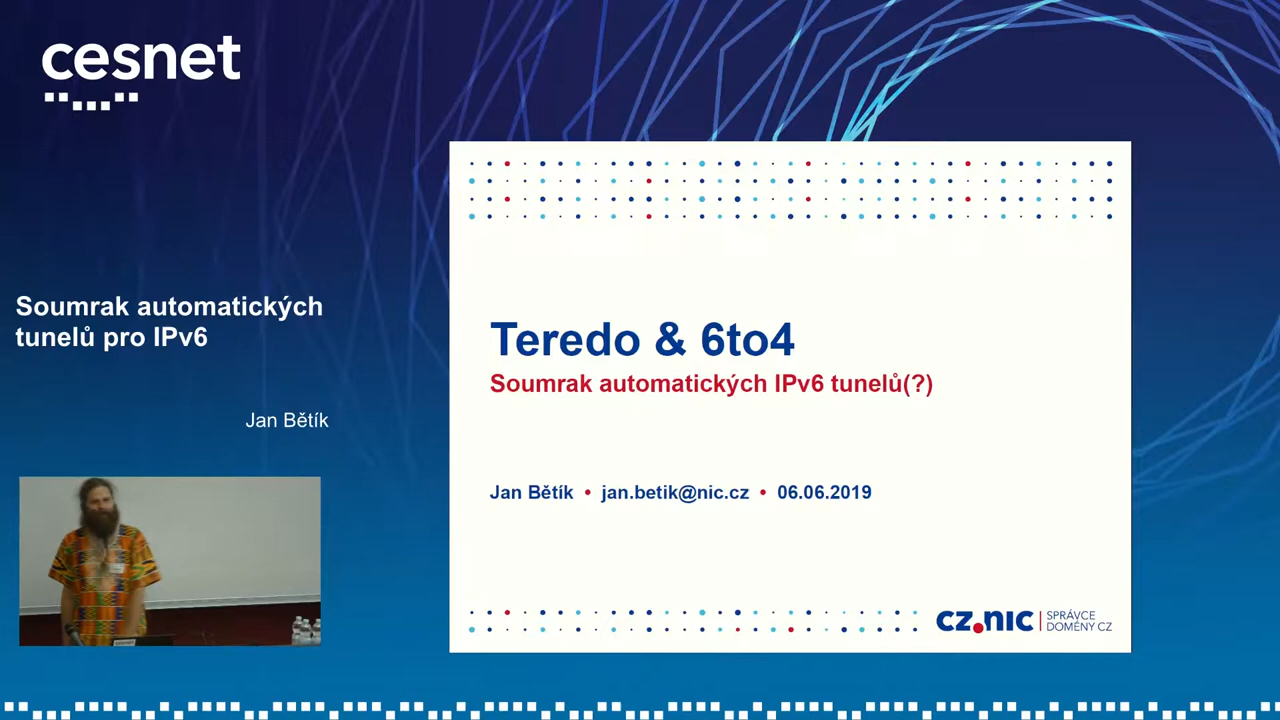 cesnet
Soumrak automatických
tunelů pro IPv6
Jan Bětík
Teredo & 6to4
Soumrak automatických IPv6 tunelů(?)
Jan Bětík • jan.betik@nic.cz • 06.06.2019
cz.nic | SPRÁVCE
DOMÉNY CZ